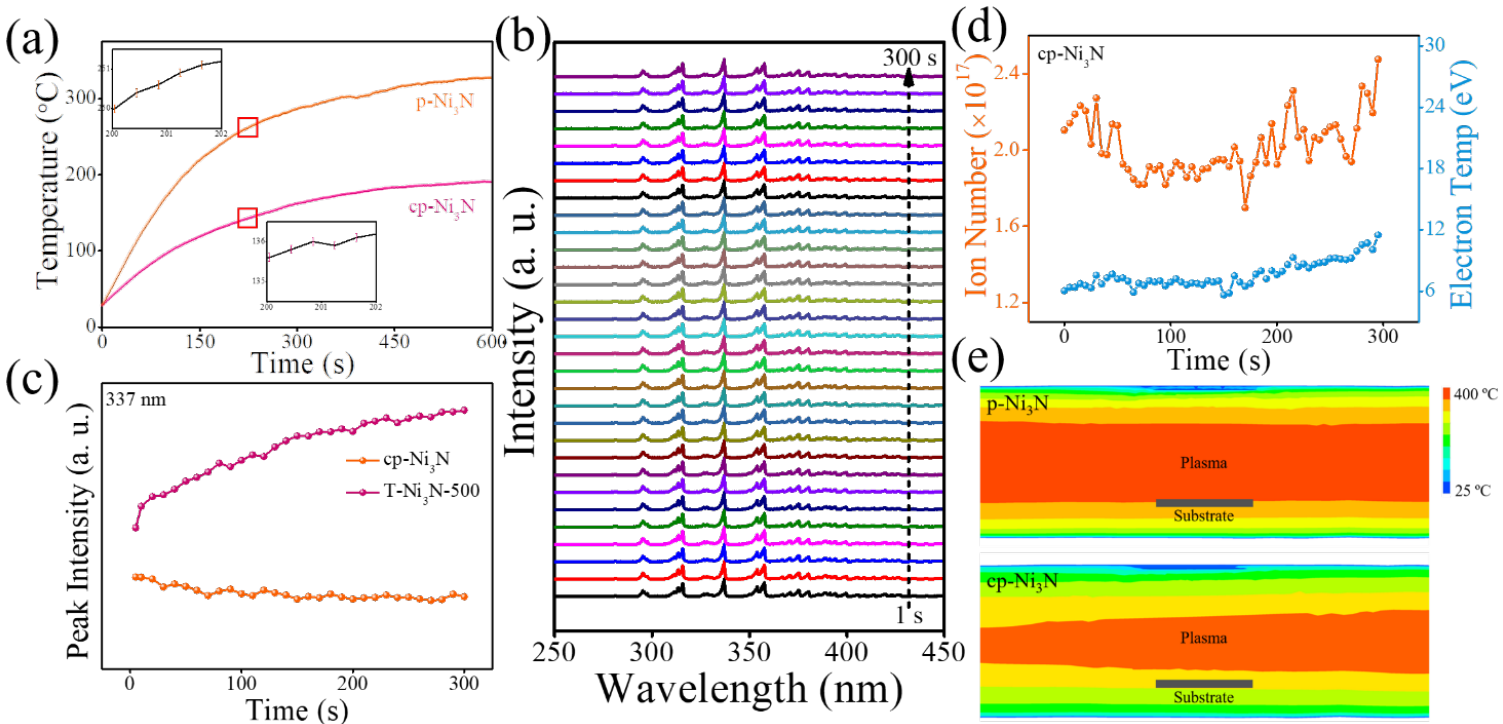 (a)
Temperature (°C)
300
200
100
0
0 150 300 450 600
Time (s)
p-Ni₃N
cp-Ni₃N
200 201 202
136
135
200 201 202
(b)
Intensity (a. u.)
300 s
1 s
250 300 350 400 450
Wavelength (nm)
(c)
337 nm
Peak Intensity (a. u.)
cp-Ni₃N
T-Ni₃N-500
0 100 200 300
Time (s)
(d)
cp-Ni₃N
Ion Number (×10¹⁷)
2.4
2.0
1.6
1.2
Electron Temp (eV)
30
24
18
12
6
0 100 200 300
Time (s)
(e)
p-Ni₃N
Plasma
Substrate
400 °C
25 °C
cp-Ni₃N
Plasma
Substrate